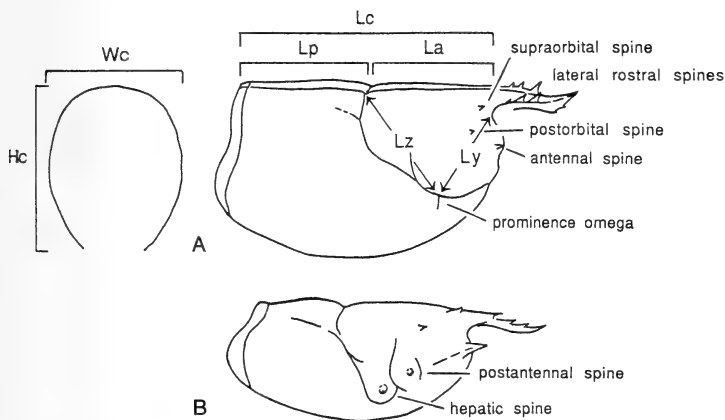 Lc
Lp La
Wc
supraorbital spine
lateral rostral spines
Hc
Lz
Ly
postorbital spine
antennal spine
prominence omega
A
postantennal spine
hepatic spine
B